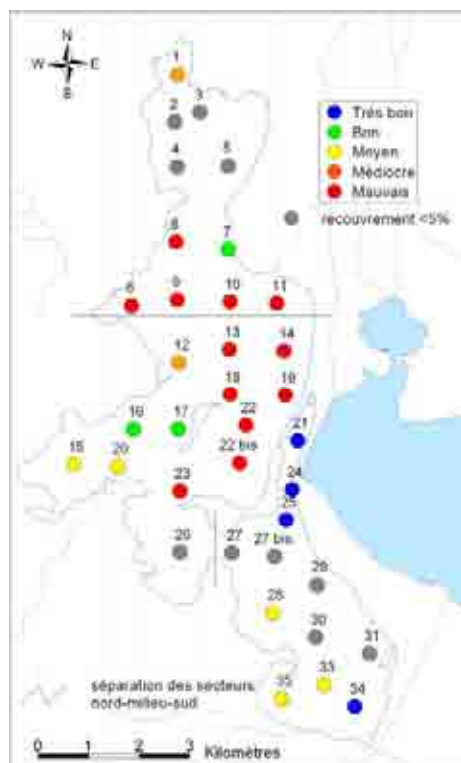 N
W E
S
1
3
2
4 5
Trés bon
Bon
Moyen
Médiocre
Mauvais
recouvrement <5%
6 7
9 10 11
8
12 13 14
18 19
16 17 22 21
15 20 22 bis
23 24
25
26 27 27 bis
29
28
30
31
35 33
34
séparation des secteurs
nord-milieu-sud
0 1 2 3
Kilomètres